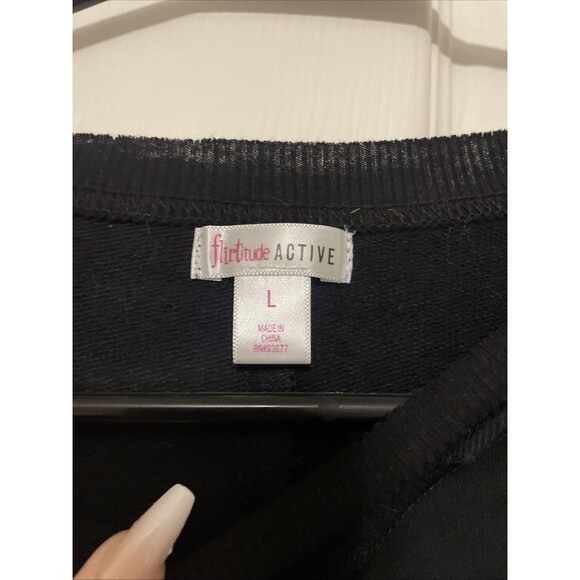 flirtitude ACTIVE
L
MADE IN
CHINA
RN#93677